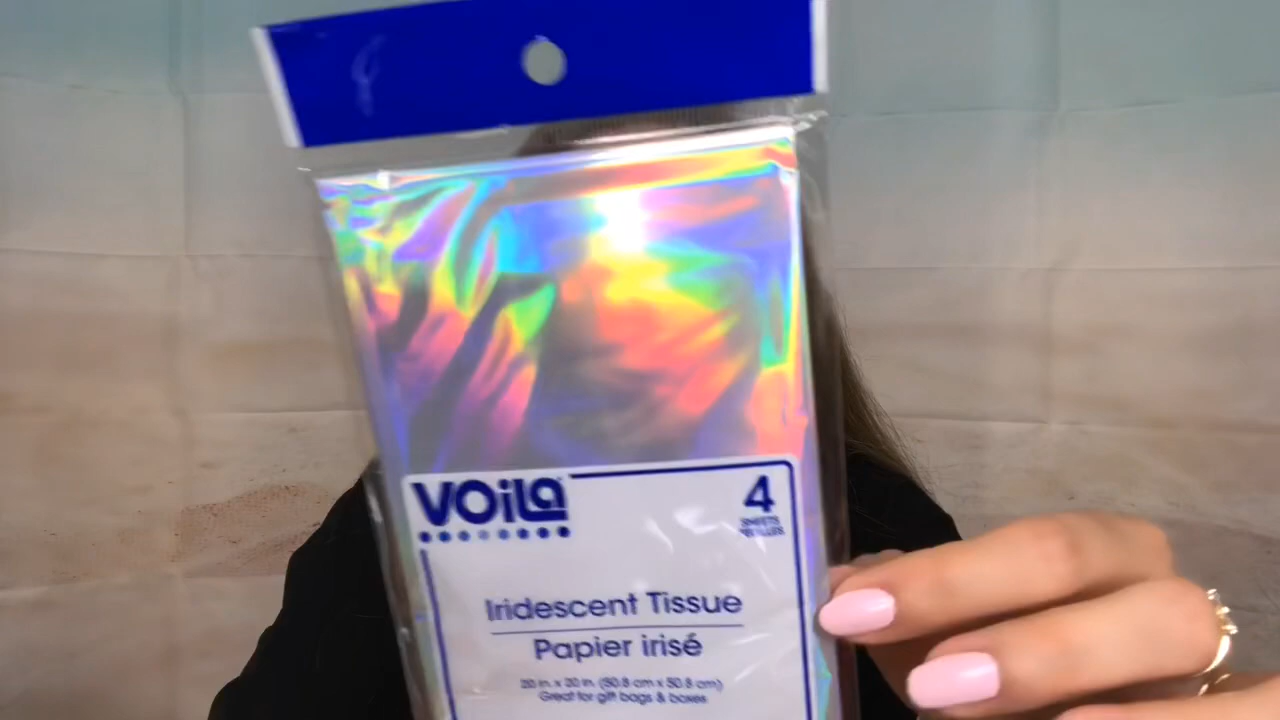 VOiLa
4
SHEETS
FEUILLES
Iridescent Tissue
Papier irisé
20 in. x 20 in. (50.8 cm x 50.8 cm)
Great for gift bags & boxes